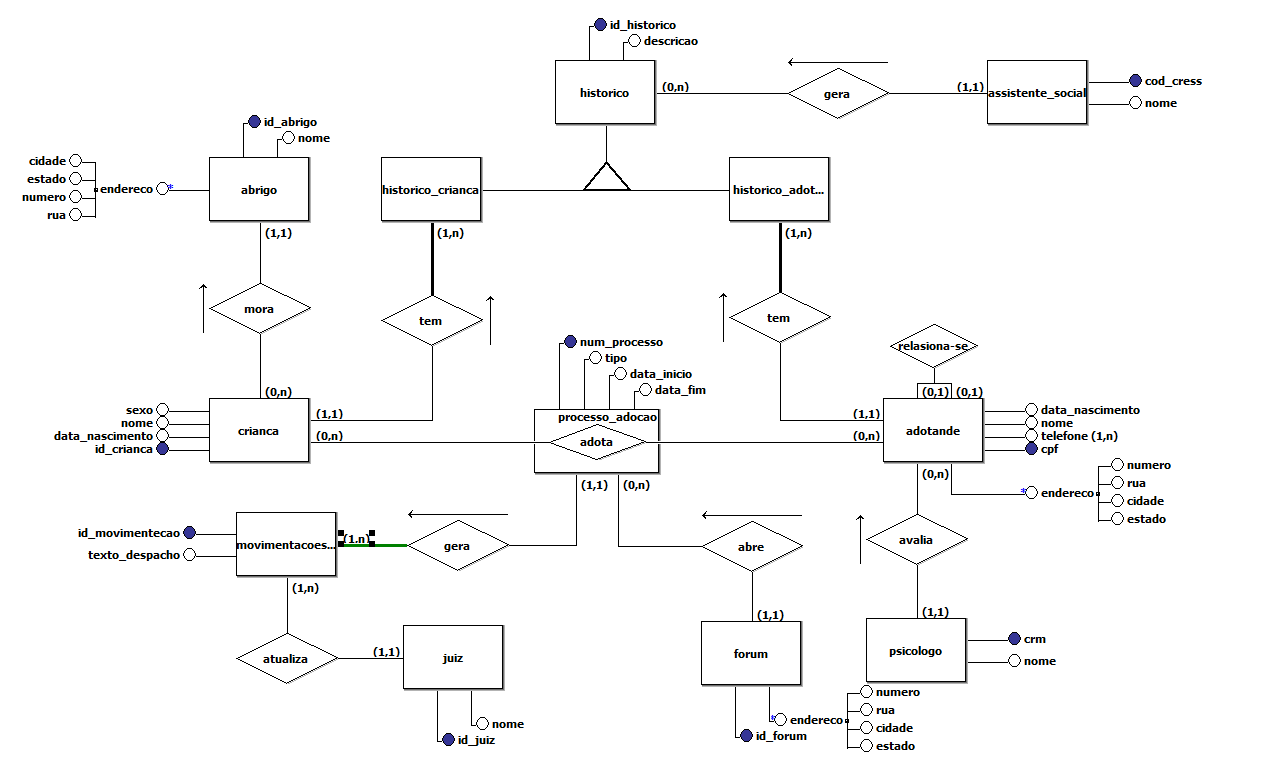 id_historico
descricao
historico
(0,n)
gera
(1,1)
assistente_social
cod_cress
nome
id_abrigo
nome
cidade
estado
numero
rua
endereco
*
abrigo
(1,1)
historico_crianca
(1,n)
historico_adot...
(1,n)
mora
tem
tem
relasiona-se
(0,1)
(0,1)
num_processo
tipo
data_inicio
data_fim
processo_adocao
adota
(0,n)
sexo
nome
data_nascimento
id_crianca
crianca
(1,1)
(0,n)
(1,1)
(0,n)
adotande
data_nascimento
nome
telefone (1,n)
cpf
(0,n)
*
endereco
numero
rua
cidade
estado
(1,1)
(0,n)
id_movimentecao
texto_despacho
movimentacoes...
(1,n)
gera
abre
avalia
(1,n)
(1,1)
(1,1)
atualiza
(1,1)
juiz
forum
psicologo
crm
nome
nome
id_juiz
*
endereco
id_forum
numero
rua
cidade
estado